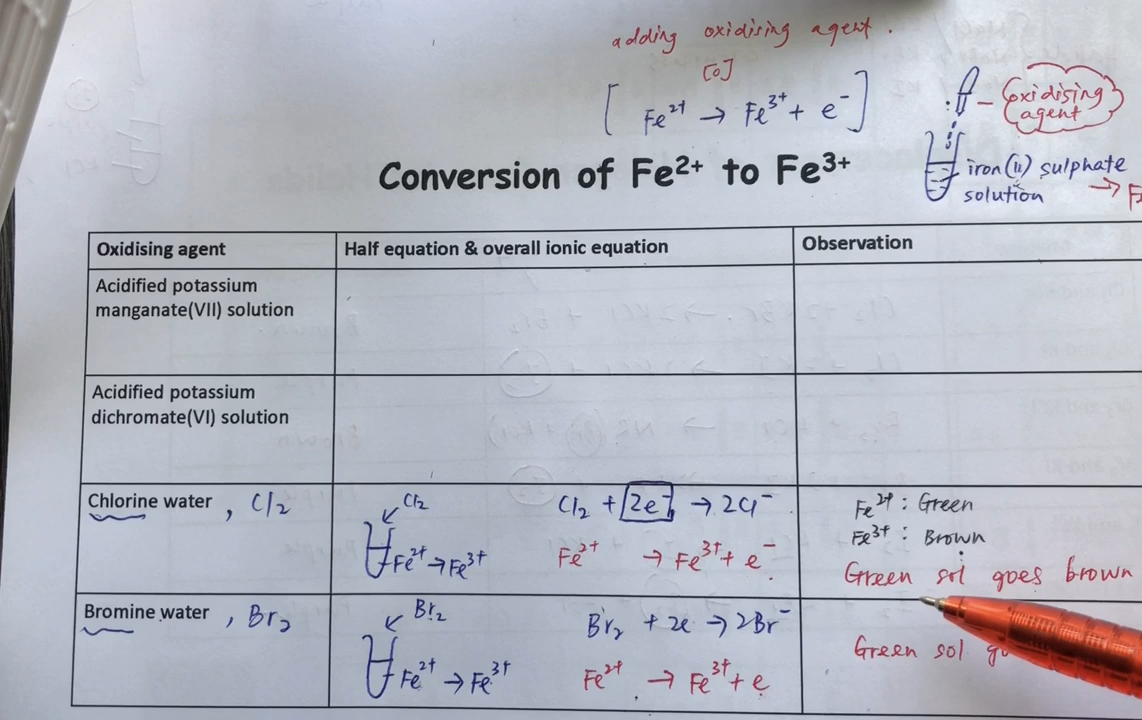 adding oxidising agent.
[O]
[ Fe²⁺ → Fe³⁺ + e⁻ ]
oxidising
agent
iron(ii) sulphate
solution
→ F
Conversion of Fe²⁺ to Fe³⁺
Oxidising agent
Half equation & overall ionic equation
Observation
Acidified potassium
manganate(VII) solution
Acidified potassium
dichromate(VI) solution
Chlorine water , Cl₂
Cl₂
Fe²⁺ → Fe³⁺
Cl₂ + 2e⁻ → 2Cl⁻
Fe²⁺ → Fe³⁺ + e⁻
Fe²⁺ : Green
Fe³⁺ : Brown
Green sol goes brown
Bromine water , Br₂
Br₂
Fe²⁺ → Fe³⁺
Br₂ + 2e → 2Br⁻
Fe²⁺ → Fe³⁺ + e
Green sol g